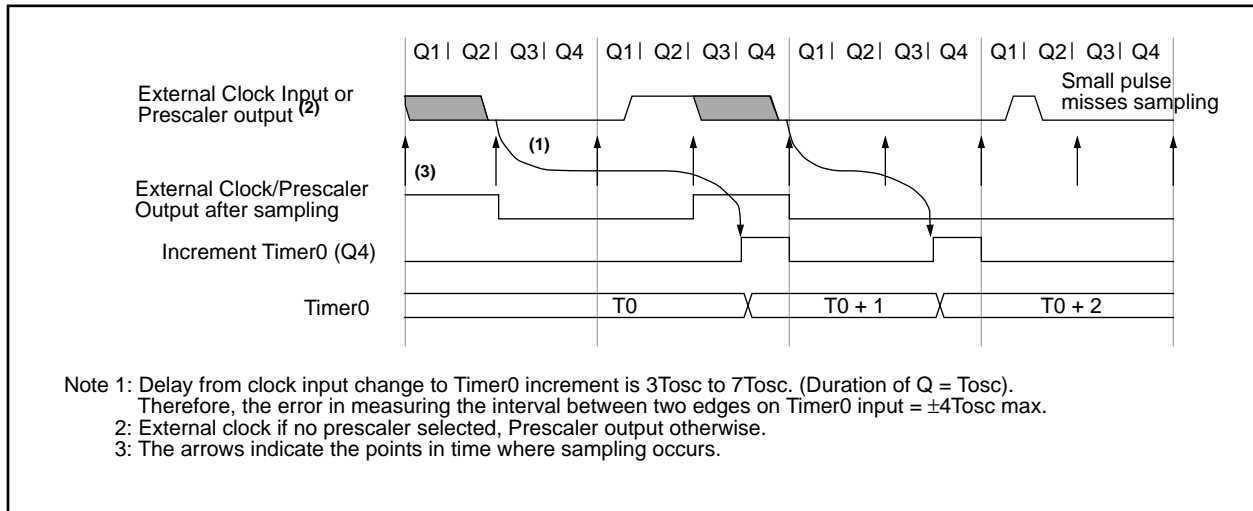 Q1| Q2| Q3| Q4 Q1| Q2| Q3| Q4 Q1| Q2| Q3| Q4 Q1| Q2| Q3| Q4
External Clock Input or
Prescaler output (2)
Small pulse
misses sampling
(1)
(3)
External Clock/Prescaler
Output after sampling
Increment Timer0 (Q4)
Timer0 T0 T0 + 1 T0 + 2
Note 1: Delay from clock input change to Timer0 increment is 3Tosc to 7Tosc. (Duration of Q = Tosc).
Therefore, the error in measuring the interval between two edges on Timer0 input = ±4Tosc max.
2: External clock if no prescaler selected, Prescaler output otherwise.
3: The arrows indicate the points in time where sampling occurs.